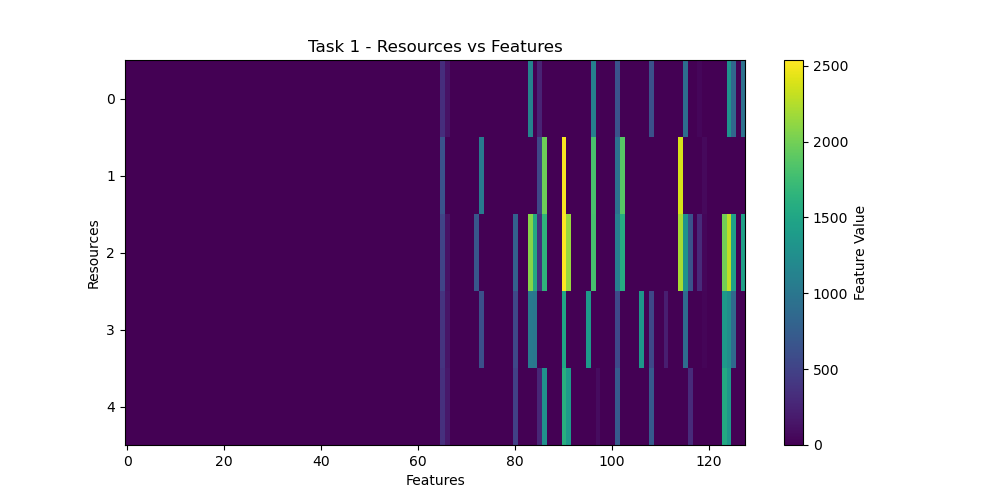 Task 1 - Resources vs Features
Resources
0
1
2
3
4
0 20 40 60 80 100 120
Features
2500
2000
1500
1000
500
0
Feature Value